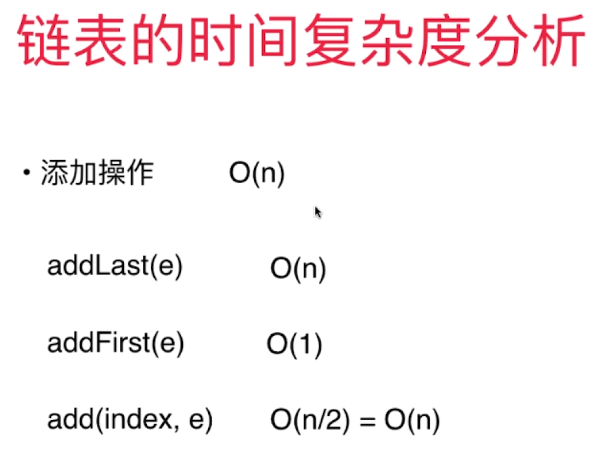 链表的时间复杂度分析
• 添加操作 O(n)
addLast(e) O(n)
addFirst(e) O(1)
add(index, e) O(n/2) = O(n)